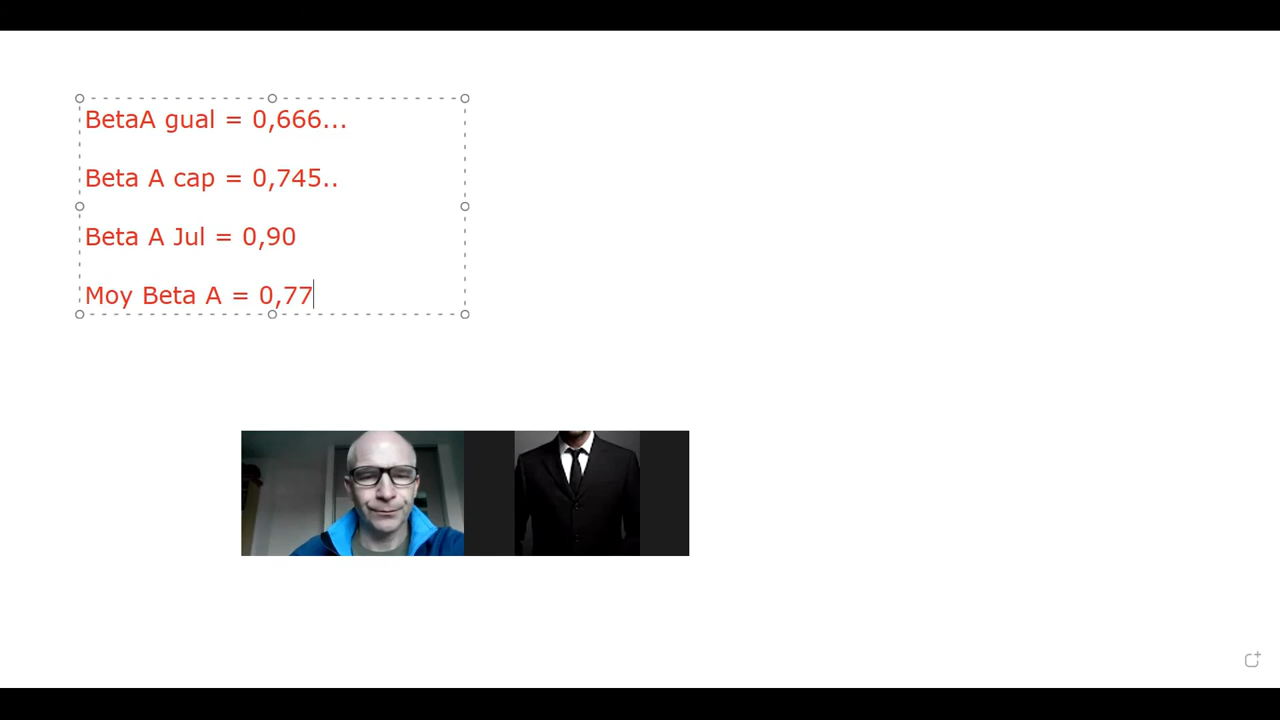 BetaA gual = 0,666...
Beta A cap = 0,745..
Beta A Jul = 0,90
Moy Beta A = 0,77